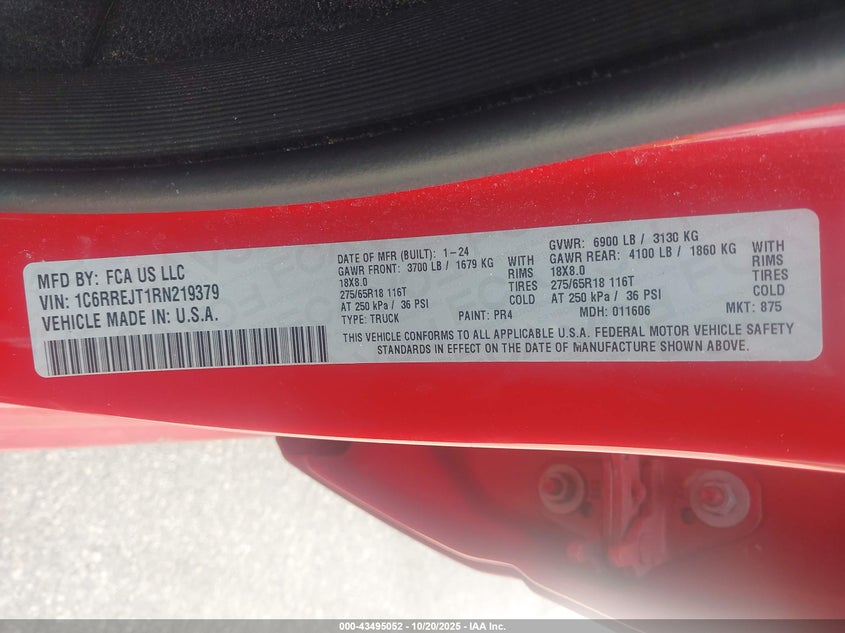 MFD BY: FCA US LLC
VIN: 1C6RREJT1RN219379
VEHICLE MADE IN: U.S.A.
DATE OF MFR (BUILT): 1-24
GAWR FRONT: 3700 LB / 1679 KG WITH
18X8.0 RIMS
275/65R18 116T TIRES
AT 250 kPa / 36 PSI COLD
TYPE: TRUCK PAINT: PR4
GVWR: 6900 LB / 3130 KG
GAWR REAR: 4100 LB / 1860 KG WITH
18X8.0 RIMS
275/65R18 116T TIRES
AT 250 kPa / 36 PSI COLD
MDH: 011606 MKT: 875
THIS VEHICLE CONFORMS TO ALL APPLICABLE U.S.A. FEDERAL MOTOR VEHICLE SAFETY
STANDARDS IN EFFECT ON THE DATE OF MANUFACTURE SHOWN ABOVE.
000-43495052 - 10/20/2025 - IAA Inc.